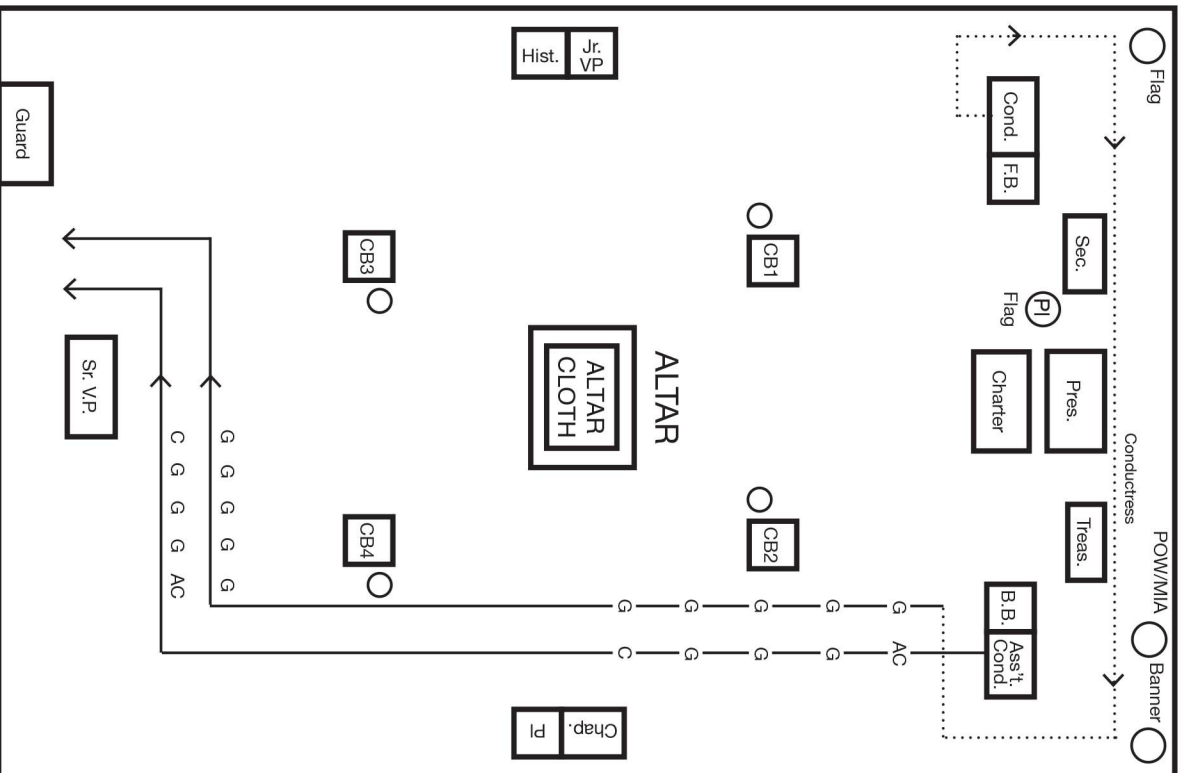 Hist.
Jr.
VP
Flag
Cond.
F.B.
Guard
Sec.
CB3
CB1
PI
Flag
Sr. V.P.
ALTAR
CLOTH
ALTAR
Charter
Pres.
Conductress
C G G G AC
G G G G G
CB4
CB2
Treas.
POW/MIA
B.B.
Ass't.
Cond.
Banner
G G G G G
C G G G AC
PI
Chap.